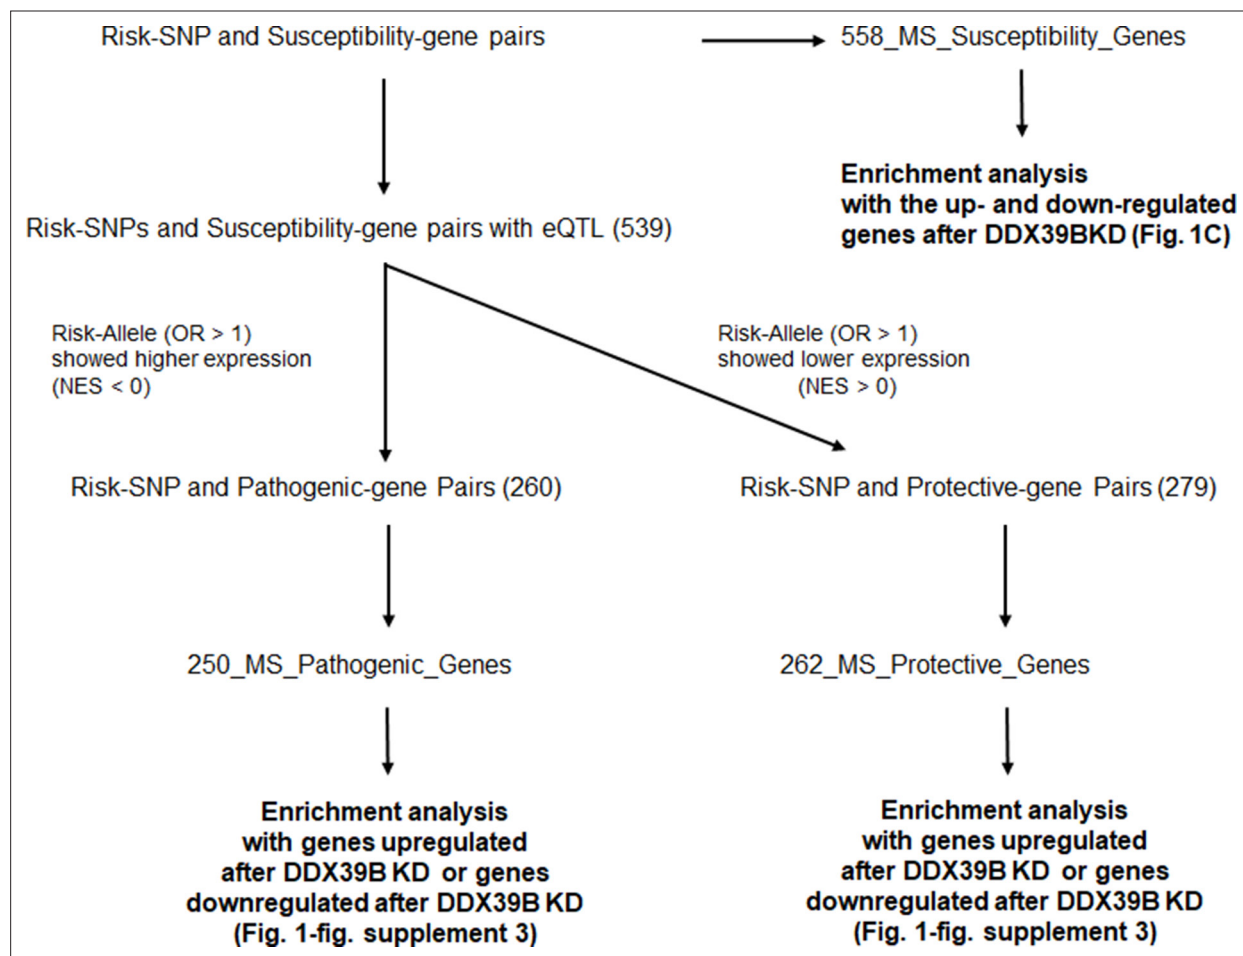 Risk-SNP and Susceptibility-gene pairs
558_MS_Susceptibility_Genes
Enrichment analysis
with the up- and down-regulated
genes after DDX39BKD (Fig. 1C)
Risk-SNPs and Susceptibility-gene pairs with eQTL (539)
Risk-Allele (OR > 1)
showed higher expression
(NES < 0)
Risk-Allele (OR > 1)
showed lower expression
(NES > 0)
Risk-SNP and Pathogenic-gene Pairs (260)
Risk-SNP and Protective-gene Pairs (279)
250_MS_Pathogenic_Genes
262_MS_Protective_Genes
Enrichment analysis
with genes upregulated
after DDX39B KD or genes
downregulated after DDX39B KD
(Fig. 1-fig. supplement 3)
Enrichment analysis
with genes upregulated
after DDX39B KD or genes
downregulated after DDX39B KD
(Fig. 1-fig. supplement 3)